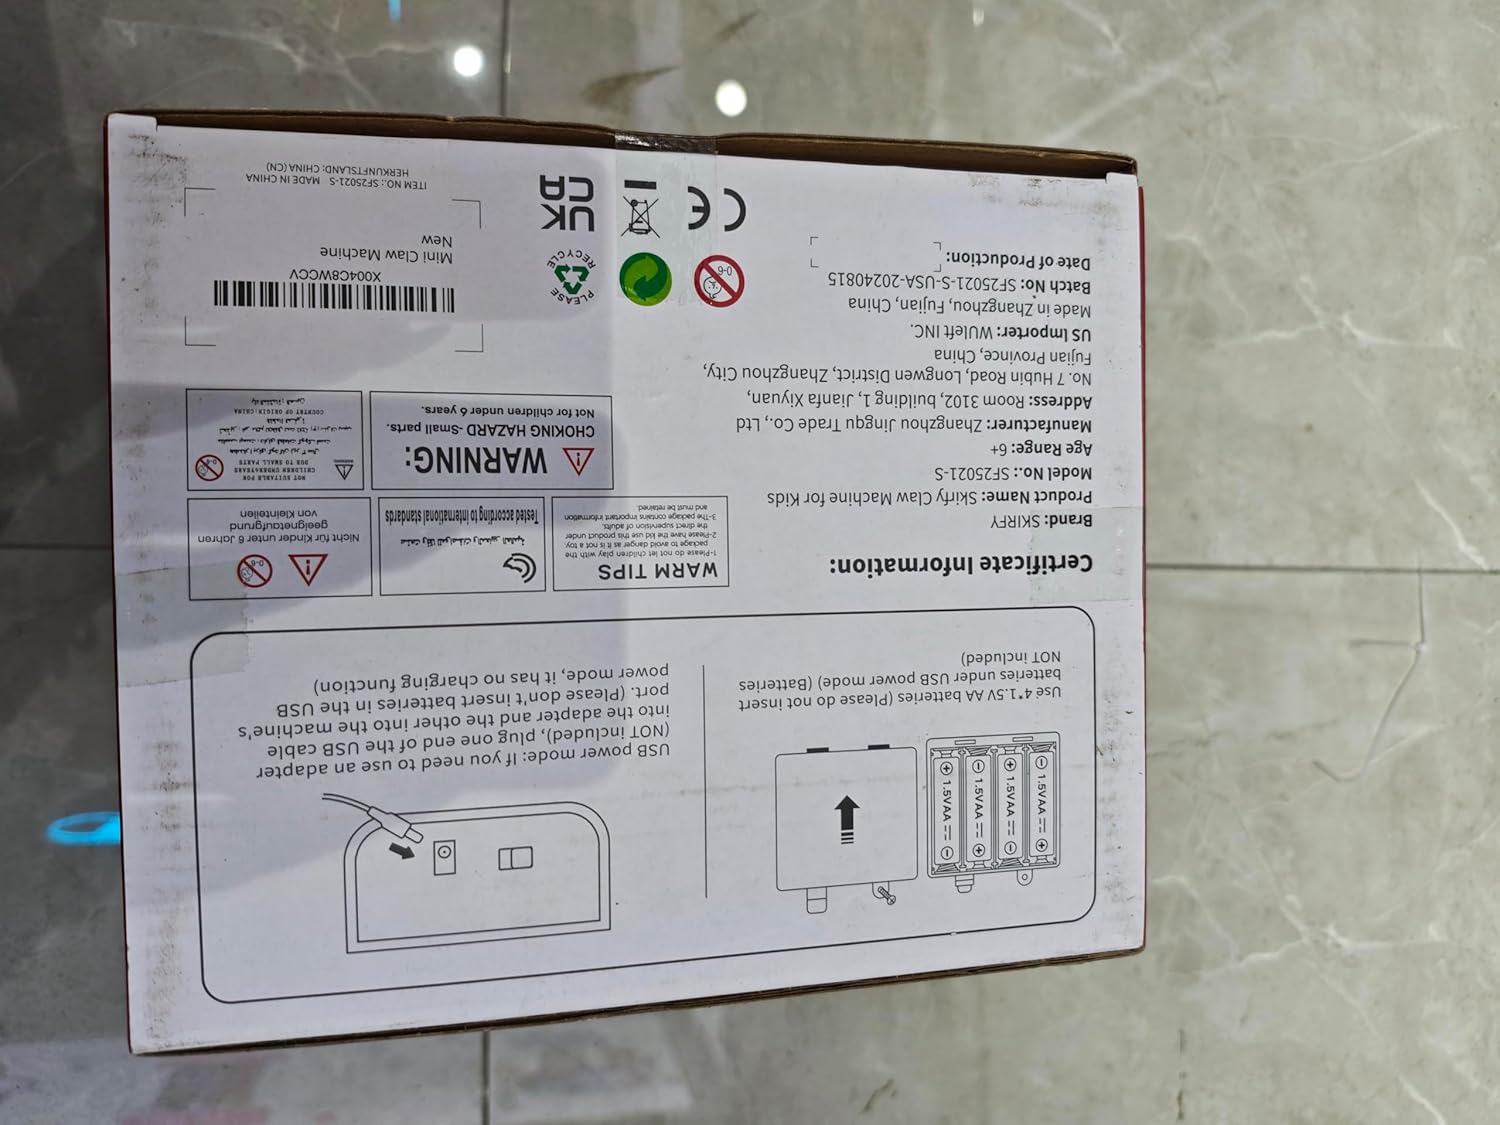 Use 4*1.5V AA batteries (Please do not insert
batteries under USB power mode) (Batteries
NOT included)
1.5VAA
1.5VAA
1.5VAA
1.5VAA
USB power mode: If you need to use an adapter
(NOT included), plug one end of the USB cable
into the adapter and the other into the machine's
port. (Please don't insert batteries in the USB
power mode, it has no charging function)
Certificate Information:
Brand: SKIRFY
Product Name: Skirfy Claw Machine for Kids
Model No.: SF25021-S
Age Range: 6+
Manufacturer: Zhangzhou Jingqu Trade Co., Ltd
Address: Room 3102, building 1, Jianfa Xiyuan,
No. 7 Hubin Road, Longwen District, Zhangzhou City,
Fujian Province, China
US Importer: WUleft INC.
Made in Zhangzhou, Fujian, China
Batch No: SF25021-S-USA-20240815
Date of Production:
WARM TIPS
1-Please do not let children play with the
package to avoid danger as it is not a toy.
2-Please have the kid use this product under
the direct supervision of adults.
3-The package contains important information
and must be retained.
Tested according to international standards
0-6
Nicht für Kinder unter 6 Jahren
geeignetaufgrund
von Kleinteilen
WARNING:
CHOKING HAZARD -Small parts.
Not for children under 6 years.
NOT SUITABLE FOR
CHILDREN UNDER6YEARS
DUE TO SMALL PARTS
COUNTRY OF ORIGIN:CHINA
0-6
PLEASE
RECYCLE
CE
UK
CA
X004C8WCCV
Mini Claw Machine
New
ITEM NO.: SF25021-S MADE IN CHINA
HERKUNFTSLAND: CHINA (CN)